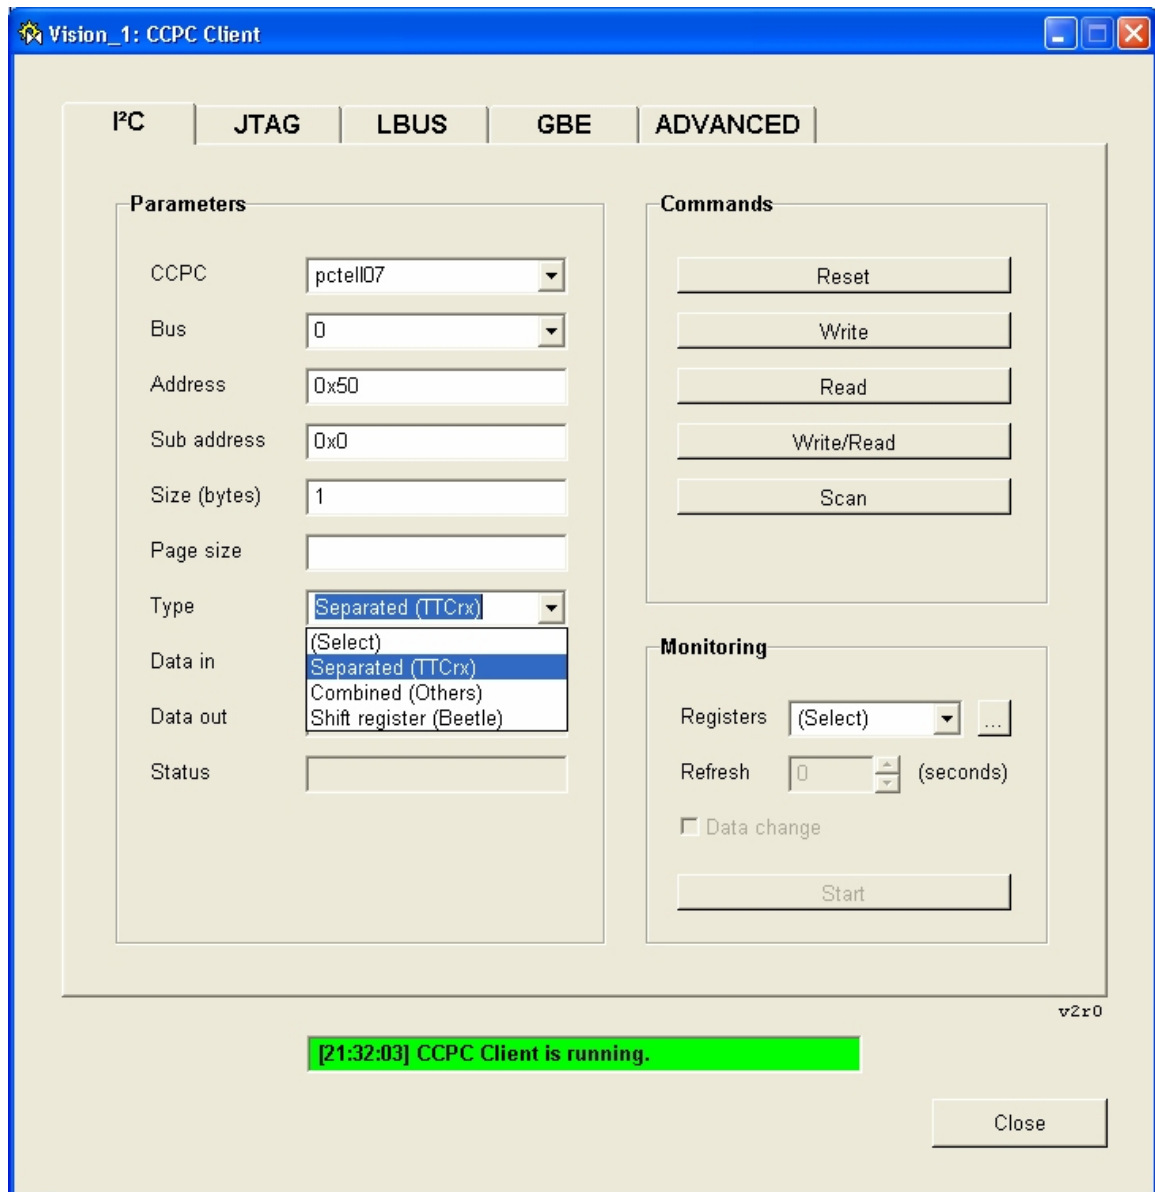 Vision_1: CCPC Client
I²C JTAG LBUS GBE ADVANCED
Parameters
CCPC pctell07
Bus 0
Address 0x50
Sub address 0x0
Size (bytes) 1
Page size
Type Separated (TTCrx)
(Select)
Separated (TTCrx)
Combined (Others)
Shift register (Beetle)
Data in
Data out
Status
Commands
Reset
Write
Read
Write/Read
Scan
Monitoring
Registers (Select) ...
Refresh 0 (seconds)
Data change
Start
v2r0
[21:32:03] CCPC Client is running.
Close